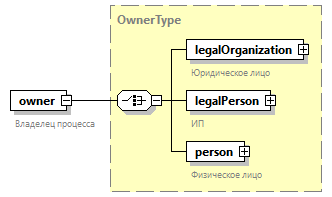 OwnerType
legalOrganization
Юридическое лицо
owner
Владелец процесса
legalPerson
ИП
person
Физическое лицо